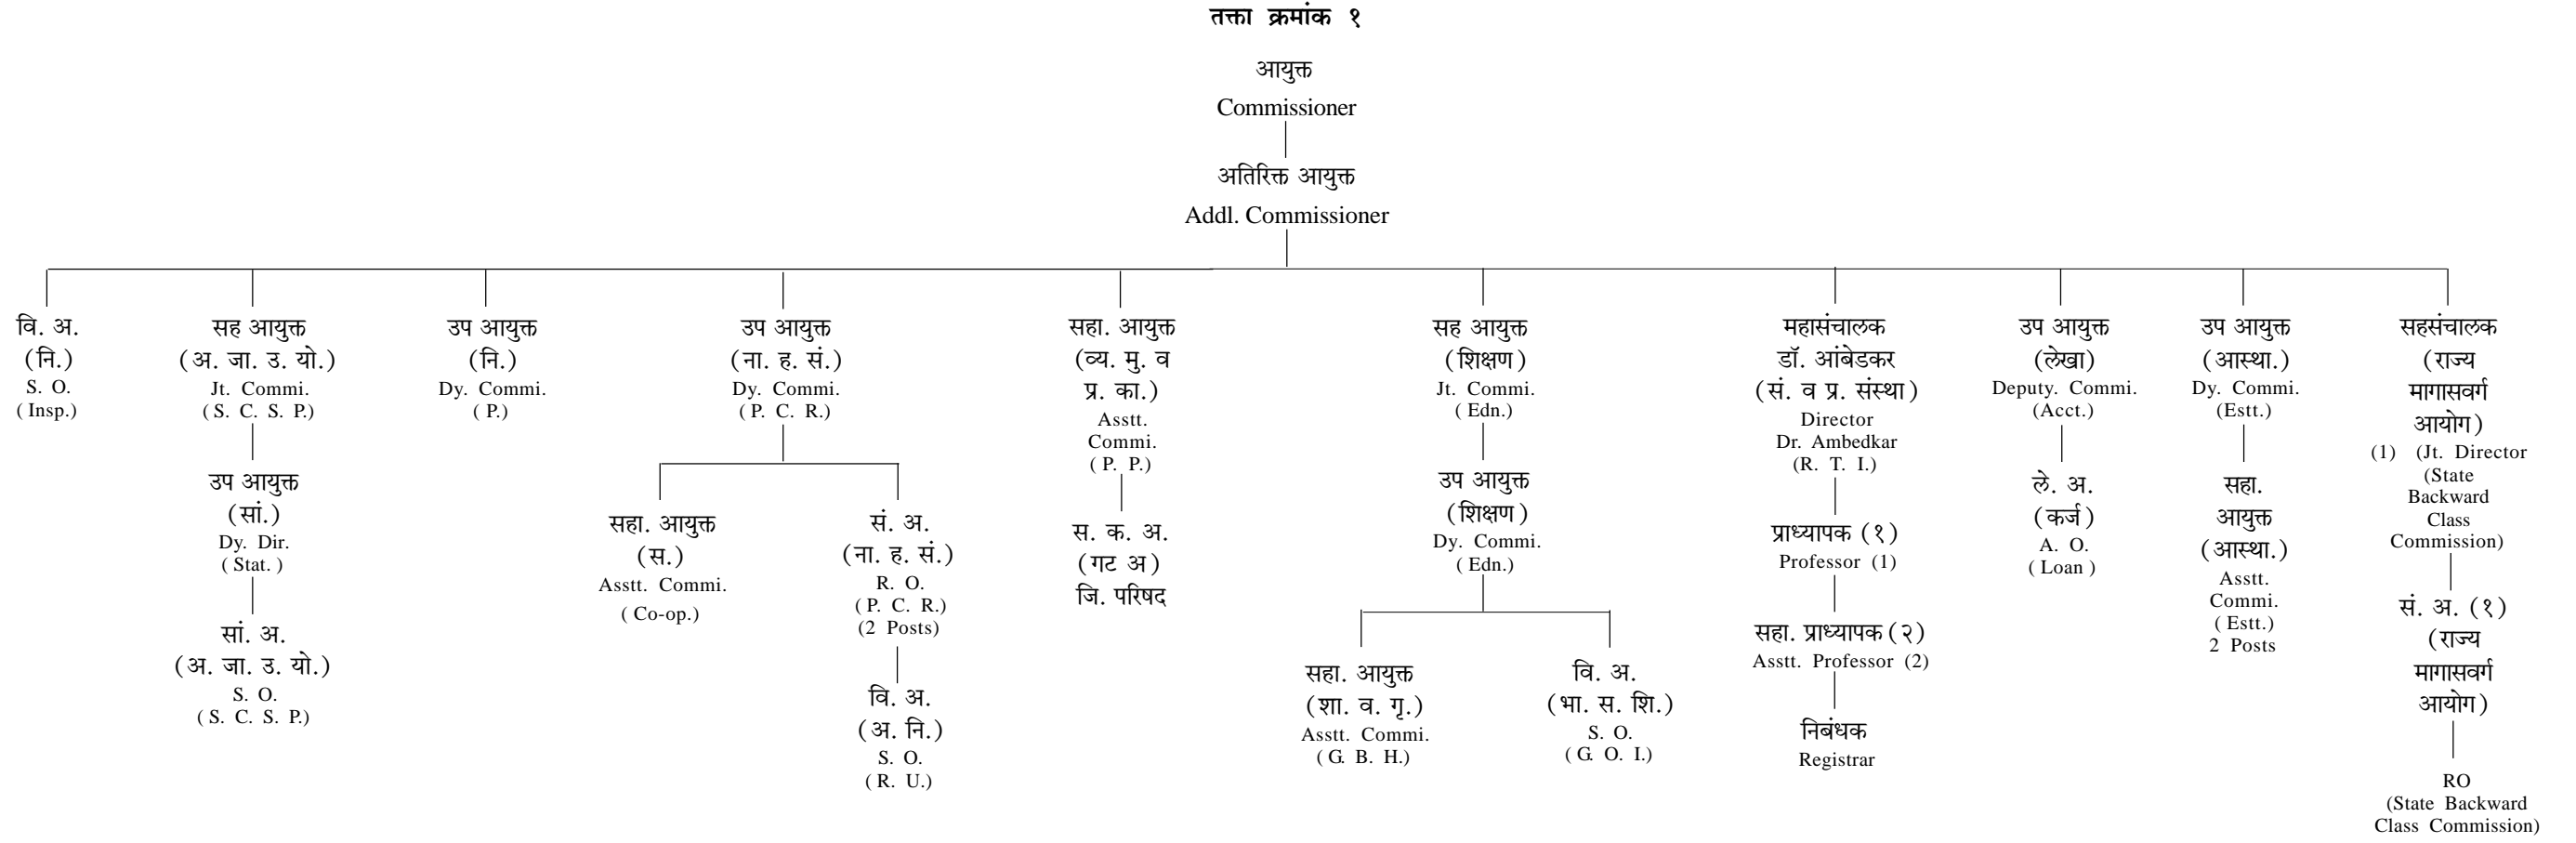 तक्ता क्रमांक १
आयुक्त
Commissioner
अतिरिक्त आयुक्त
Addl. Commissioner
वि. अ.
(नि.)
S. O.
( Insp.)
सह आयुक्त
(अ. जा. उ. यो.)
Jt. Commi.
( S. C. S. P.)
उप आयुक्त
(सां.)
Dy. Dir.
( Stat. )
सां. अ.
(अ. जा. उ. यो.)
S. O.
( S. C. S. P.)
उप आयुक्त
(नि.)
Dy. Commi.
( P.)
उप आयुक्त
(ना. ह. सं.)
Dy. Commi.
( P. C. R.)
सहा. आयुक्त
(स.)
Asstt. Commi.
( Co-op.)
सं. अ.
(ना. ह. सं.)
R. O.
( P. C. R.)
(2 Posts)
वि. अ.
(अ. नि.)
S. O.
( R. U.)
सहा. आयुक्त
(व्य. मु. व
प्र. का.)
Asstt.
Commi.
( P. P.)
स. क. अ.
(गट अ)
जि. परिषद
सह आयुक्त
(शिक्षण)
Jt. Commi.
( Edn.)
उप आयुक्त
(शिक्षण)
Dy. Commi.
( Edn.)
सहा. आयुक्त
(शा. व. गृ.)
Asstt. Commi.
( G. B. H.)
वि. अ.
(भा. स. शि.)
S. O.
( G. O. I.)
महासंचालक
डॉ. आंबेडकर
(सं. व प्र. संस्था)
Director
Dr. Ambedkar
(R. T. I.)
प्राध्यापक (१)
Professor (1)
सहा. प्राध्यापक (२)
Asstt. Professor (2)
निबंधक
Registrar
उप आयुक्त
(लेखा)
Deputy. Commi.
(Acct.)
ले. अ.
(कर्ज)
A. O.
( Loan )
उप आयुक्त
(आस्था.)
Dy. Commi.
(Estt.)
सहा.
आयुक्त
(आस्था.)
Asstt.
Commi.
( Estt.)
2 Posts
सहसंचालक
(राज्य
मागासवर्ग
आयोग)
(1) (Jt. Director
(State
Backward
Class
Commission)
सं. अ. (१)
(राज्य
मागासवर्ग
आयोग)
RO
(State Backward
Class Commission)